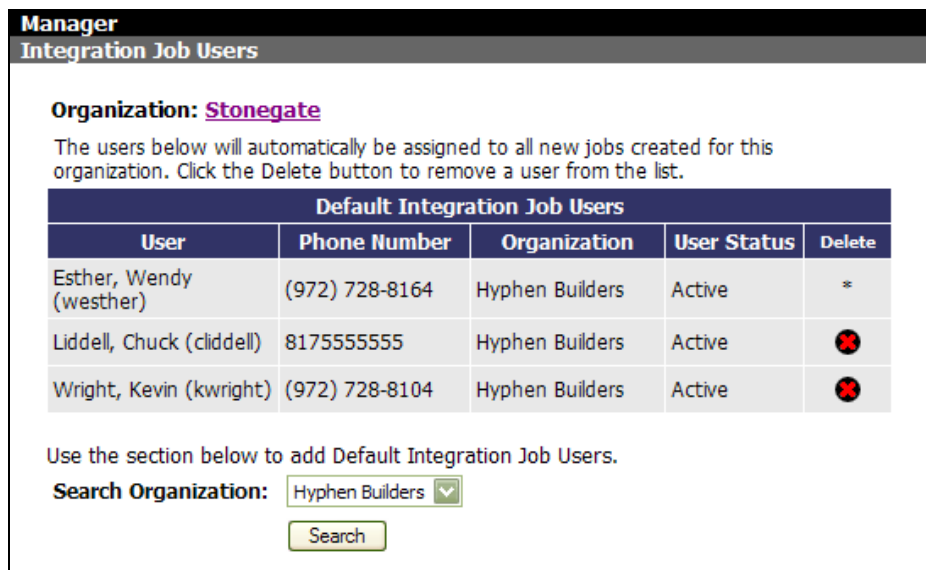 Manager
Integration Job Users
Organization: Stonegate
The users below will automatically be assigned to all new jobs created for this
organization. Click the Delete button to remove a user from the list.
Default Integration Job Users
User Phone Number Organization User Status Delete
Esther, Wendy
(westher) (972) 728-8164 Hyphen Builders Active *
Liddell, Chuck (cliddell) 8175555555 Hyphen Builders Active
Wright, Kevin (kwright) (972) 728-8104 Hyphen Builders Active
Use the section below to add Default Integration Job Users.
Search Organization: Hyphen Builders
Search